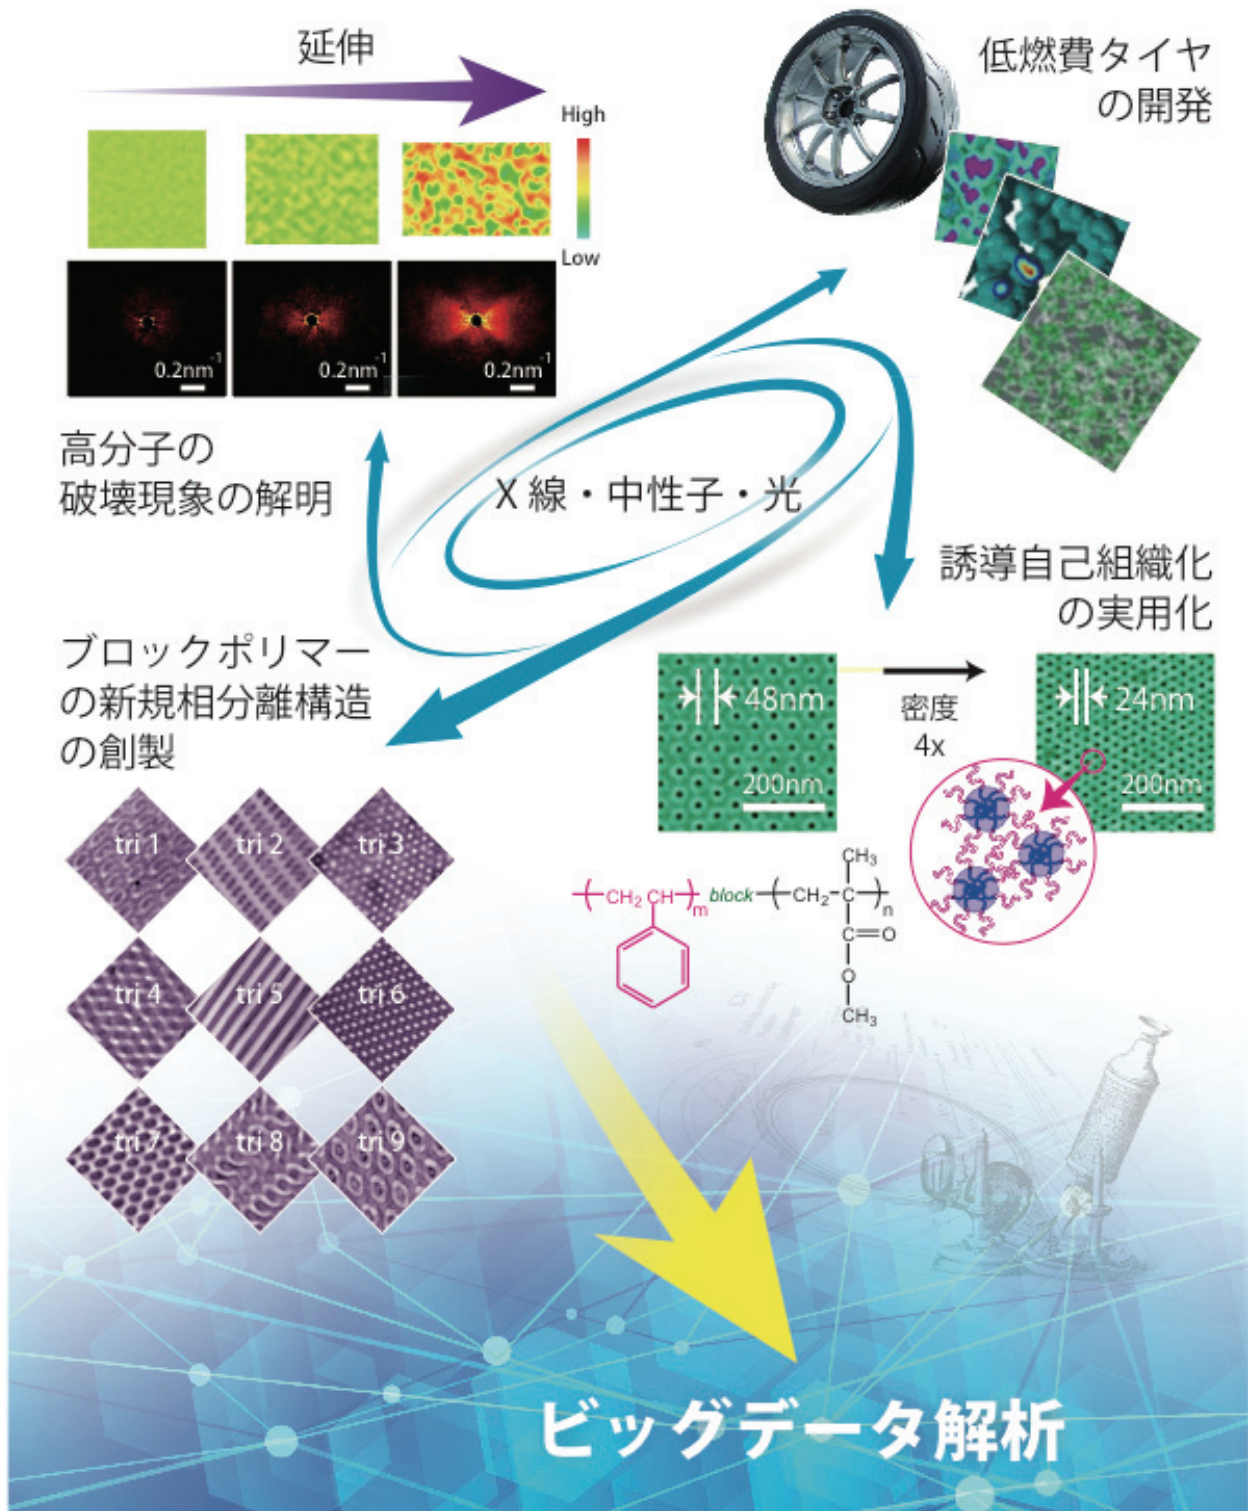 延伸
High
Low
0.2nm⁻¹
0.2nm⁻¹
0.2nm⁻¹
高分子の
破壊現象の解明
低燃費タイヤ
の開発
X 線・中性子・光
誘導自己組織化
の実用化
48nm
200nm
密度
4x
24nm
200nm
ブロックポリマー
の新規相分離構造
の創製
tri 1
tri 2
tri 3
tri 4
tri 5
tri 6
tri 7
tri 8
tri 9
CH₂ CH
m
block
CH₂
CH₃
n
C=O
O
CH₃
ビッグデータ解析